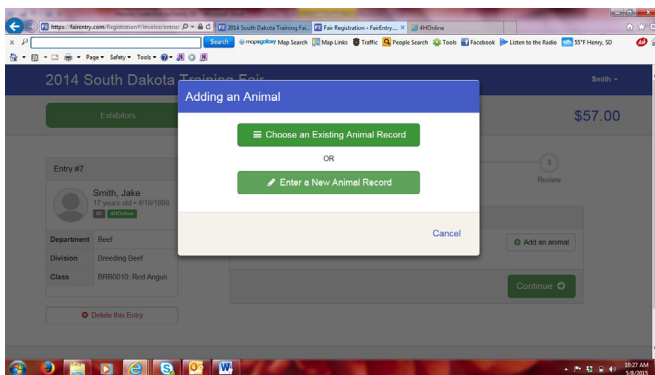 https://fairentry.com/Registration/Invoice/entries
2014 South Dakota Training Fai...
Fair Registration - FairEntry....
4HOnline
Search
mapsgalaxy Map Search
Map Links
Traffic
People Search
Tools
Facebook
Listen to the Radio
55°F Henry, SD
Page
Safety
Tools
2014 South Dakota Training Fair
Smith
Exhibitors
$57.00
Adding an Animal
Choose an Existing Animal Record
OR
Enter a New Animal Record
Cancel
Entry #7
3
Review
Smith, Jake
17 years old • 4/19/1998
4HOnline
Department Beef
Division Breeding Beef
Class BRB0010: Red Angus
Add an animal
Continue
Delete this Entry
10:27 AM
5/8/2015